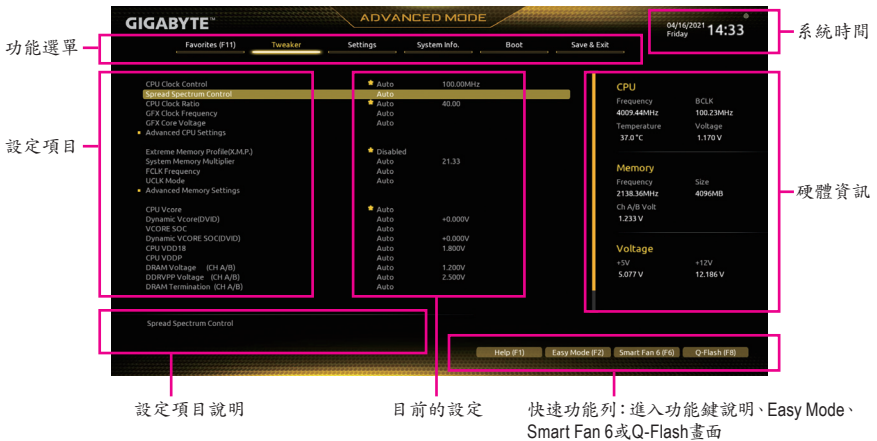 GIGABYTE™
ADVANCED MODE
04/16/2021
Friday
14:33
系統時間
功能選單
Favorites (F11) Tweaker Settings System Info. Boot Save & Exit
設定項目
CPU Clock Control Auto 100.00MHz
Spread Spectrum Control Auto
CPU Clock Ratio Auto 40.00
GFX Clock Frequency Auto
GFX Core Voltage Auto
Advanced CPU Settings
Extreme Memory Profile(X.M.P.) Disabled
System Memory Multiplier Auto 21.33
FCLK Frequency Auto
UCLK Mode Auto
Advanced Memory Settings
CPU Vcore Auto
Dynamic Vcore(DVID) Auto +0.000V
VCORE SOC Auto
Dynamic VCORE SOC(DVID) Auto +0.000V
CPU VDD18 Auto 1.800V
CPU VDDP Auto
DRAM Voltage (CH A/B) Auto 1.200V
DDRVPP Voltage (CH A/B) Auto 2.500V
DRAM Termination (CH A/B) Auto
CPU
Frequency BCLK
4009.44MHz 100.23MHz
Temperature Voltage
37.0 °C 1.170 V
Memory
Frequency Size
2138.36MHz 4096MB
Ch A/B Volt
1.233 V
Voltage
+5V +12V
5.077 V 12.186 V
硬體資訊
Spread Spectrum Control
Help (F1) Easy Mode (F2) Smart Fan 6 (F6) Q-Flash (F8)
設定項目說明
目前的設定
快速功能列：進入功能鍵說明、Easy Mode、
Smart Fan 6或Q-Flash畫面